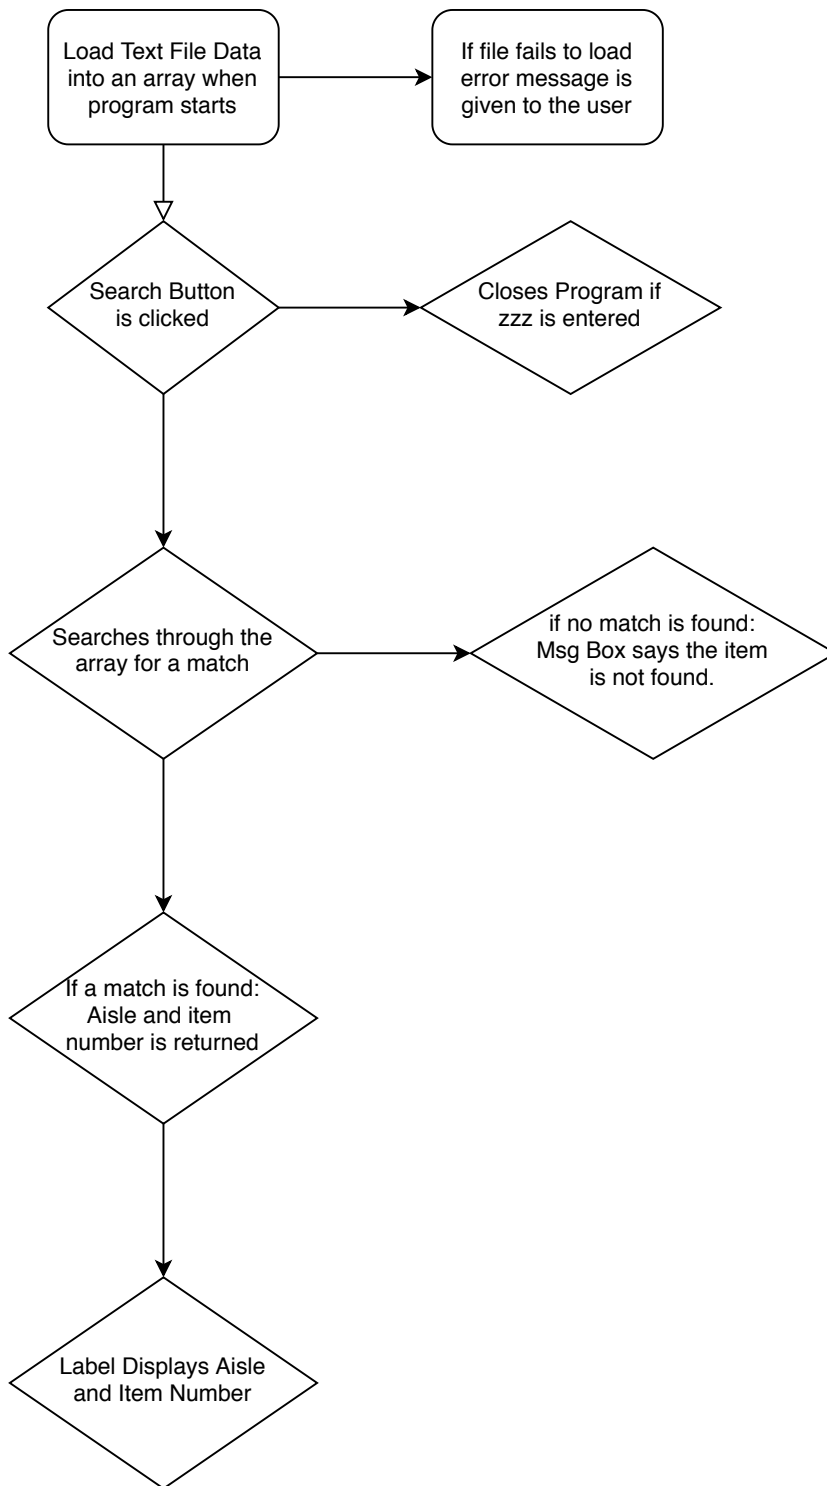 Load Text File Data
into an array when
program starts
If file fails to load
error message is
given to the user
Search Button
is clicked
Closes Program if
zzz is entered
Searches through the
array for a match
if no match is found:
Msg Box says the item
is not found.
If a match is found:
Aisle and item
number is returned
Label Displays Aisle
and Item Number